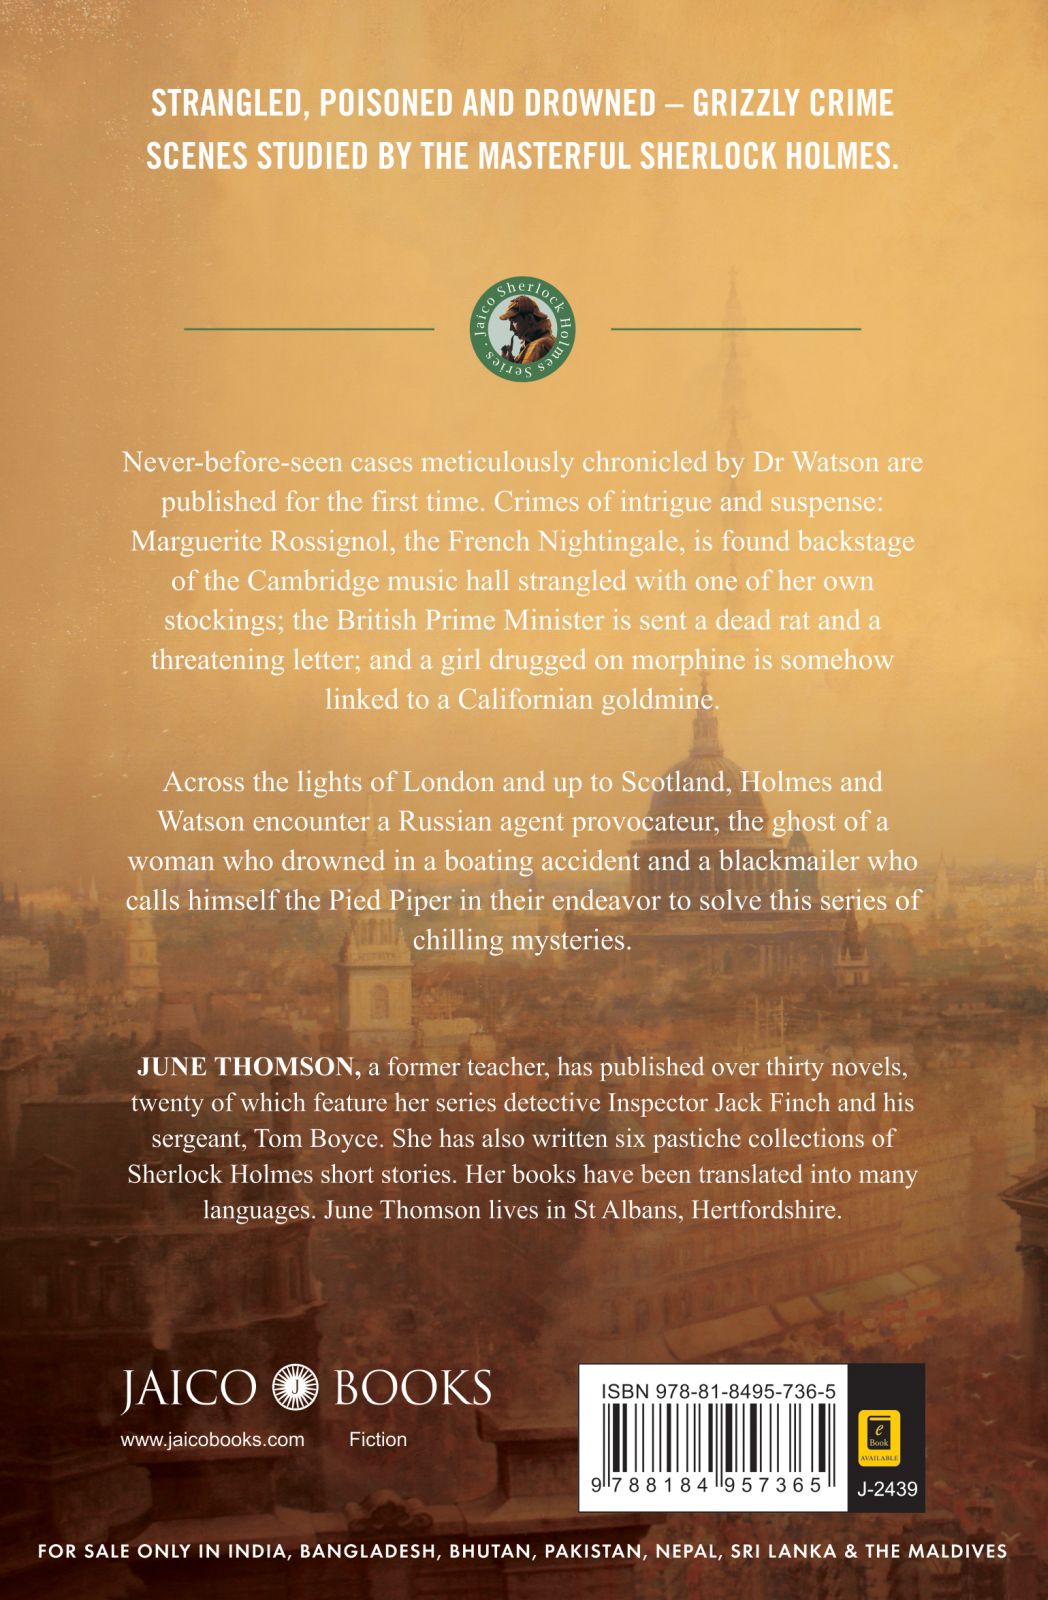 STRANGLED, POISONED AND DROWNED – GRIZZLY CRIME
SCENES STUDIED BY THE MASTERFUL SHERLOCK HOLMES.
Jaico Sherlock Holmes Series ·
Never-before-seen cases meticulously chronicled by Dr Watson are
published for the first time. Crimes of intrigue and suspense:
Marguerite Rossignol, the French Nightingale, is found backstage
of the Cambridge music hall strangled with one of her own
stockings; the British Prime Minister is sent a dead rat and a
threatening letter; and a girl drugged on morphine is somehow
linked to a Californian goldmine.
Across the lights of London and up to Scotland, Holmes and
Watson encounter a Russian agent provocateur, the ghost of a
woman who drowned in a boating accident and a blackmailer who
calls himself the Pied Piper in their endeavor to solve this series of
chilling mysteries.
JUNE THOMSON, a former teacher, has published over thirty novels,
twenty of which feature her series detective Inspector Jack Finch and his
sergeant, Tom Boyce. She has also written six pastiche collections of
Sherlock Holmes short stories. Her books have been translated into many
languages. June Thomson lives in St Albans, Hertfordshire.
JAICO J BOOKS
www.jaicobooks.com Fiction
ISBN 978-81-8495-736-5
9 788184 957365
e
Book
AVAILABLE
J-2439
FOR SALE ONLY IN INDIA, BANGLADESH, BHUTAN, PAKISTAN, NEPAL, SRI LANKA & THE MALDIVES